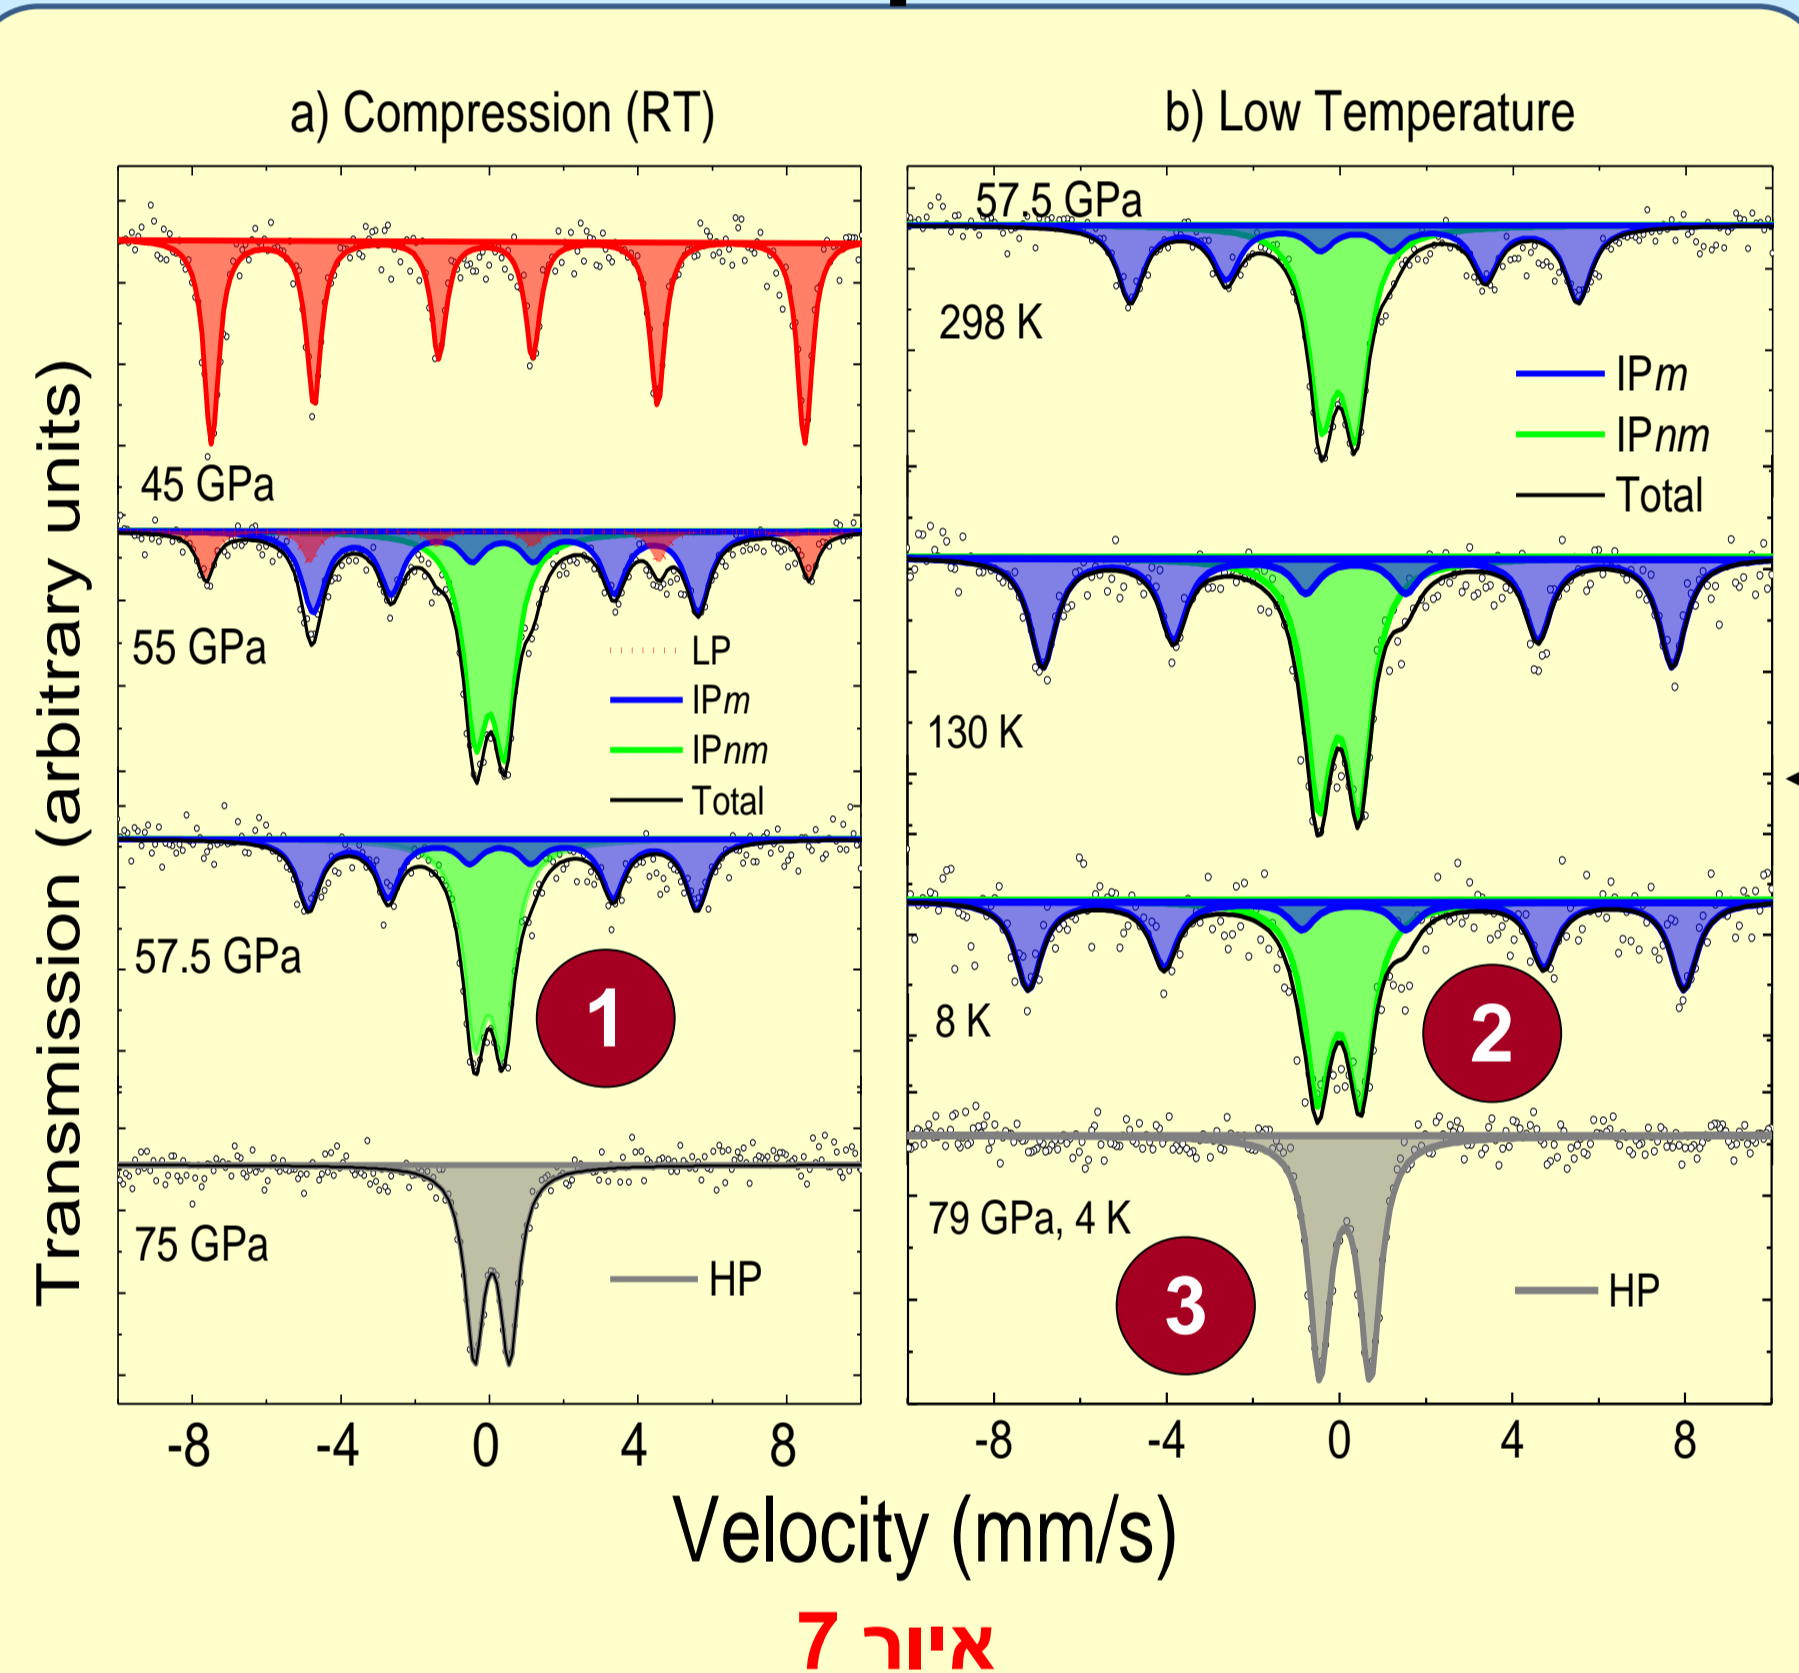 a) Compression (RT)
b) Low Temperature
Transmission (arbitrary units)
45 GPa
55 GPa
LP
IPm
IPnm
Total
57.5 GPa
1
75 GPa
HP
-8 -4 0 4 8
57.5 GPa
298 K
IPm
IPnm
Total
130 K
8 K
2
79 GPa, 4 K
3
HP
-8 -4 0 4 8
Velocity (mm/s)
איור 7